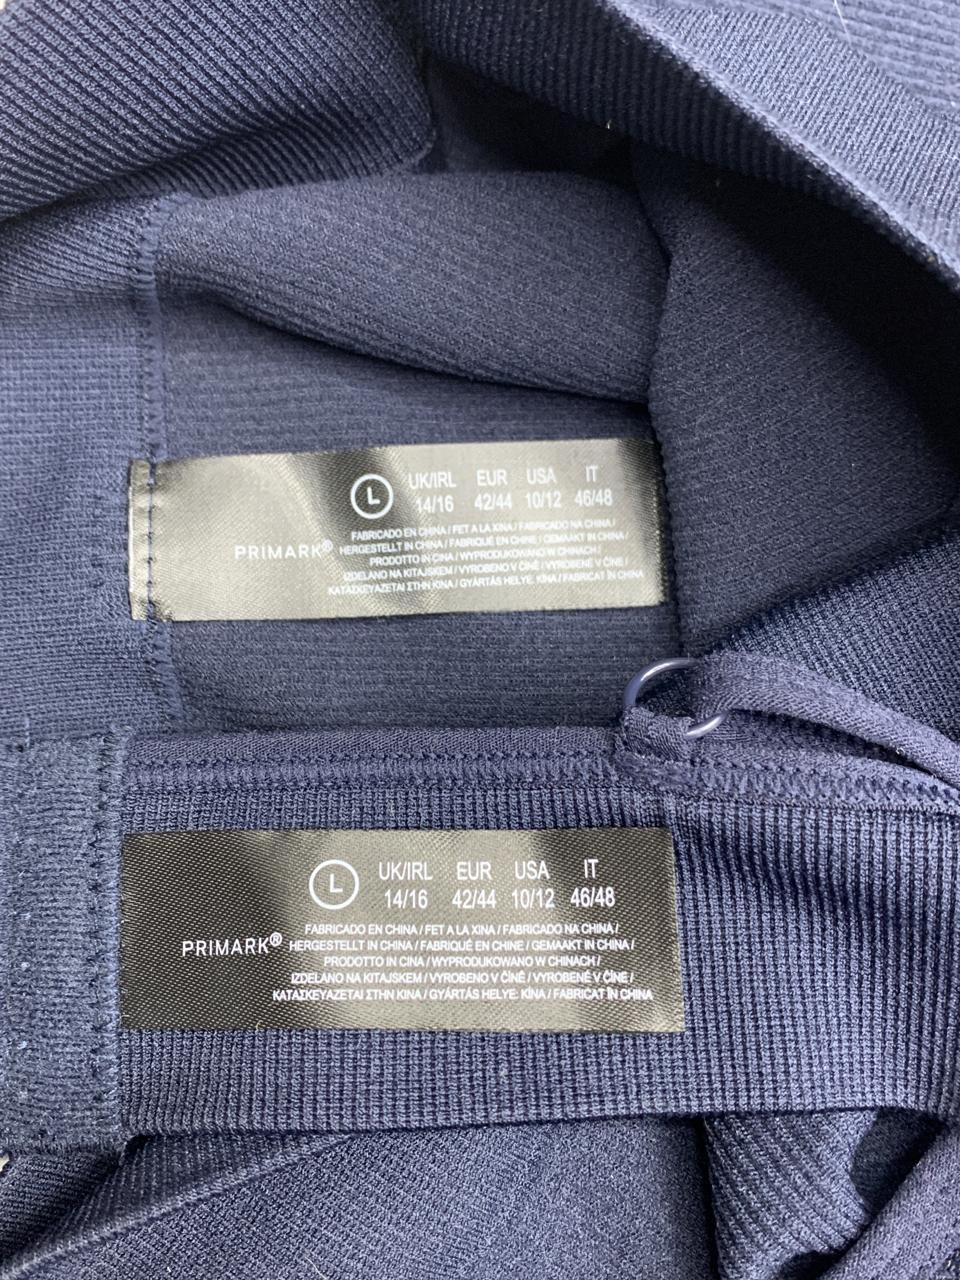 L
UK/IRL EUR USA IT
14/16 42/44 10/12 46/48
FABRICADO EN CHINA / FET A LA XINA / FABRICADO NA CHINA /
PRIMARK® HERGESTELLT IN CHINA / FABRIQUÉ EN CHINE / GEMAAKT IN CHINA /
PRODOTTO IN CINA / WYPRODUKOWANO W CHINACH /
IZDELANO NA KITAJSKEM / VYROBENO V ČÍNĚ / VYROBENÉ V ČÍNE /
ΚΑΤΑΣΚΕΥΑΖΕΤΑΙ ΣΤΗΝ ΚΙΝΑ / GYÁRTÁS HELYE: KÍNA / FABRICAT ÎN CHINA
L
UK/IRL EUR USA IT
14/16 42/44 10/12 46/48
FABRICADO EN CHINA / FET A LA XINA / FABRICADO NA CHINA /
PRIMARK® HERGESTELLT IN CHINA / FABRIQUÉ EN CHINE / GEMAAKT IN CHINA /
PRODOTTO IN CINA / WYPRODUKOWANO W CHINACH /
IZDELANO NA KITAJSKEM / VYROBENO V ČÍNĚ / VYROBENÉ V ČÍNE /
ΚΑΤΑΣΚΕΥΑΖΕΤΑΙ ΣΤΗΝ ΚΙΝΑ / GYÁRTÁS HELYE: KÍNA / FABRICAT ÎN CHINA